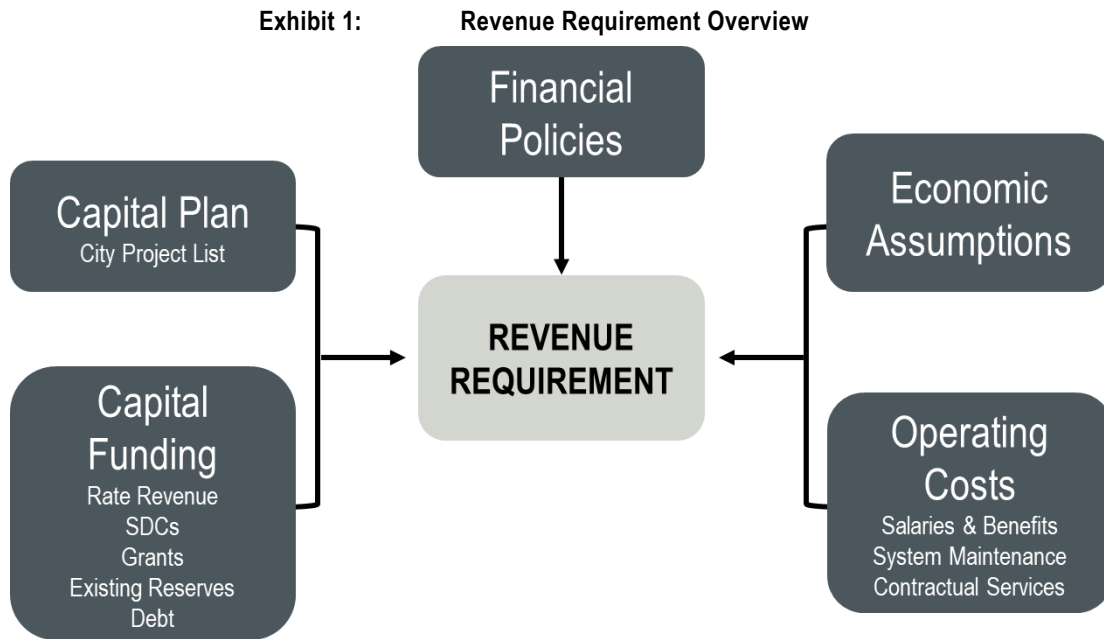 Exhibit 1: Revenue Requirement Overview
Financial
Policies
Capital Plan
City Project List
Economic
Assumptions
REVENUE
REQUIREMENT
Capital
Funding
Rate Revenue
SDCs
Grants
Existing Reserves
Debt
Operating
Costs
Salaries & Benefits
System Maintenance
Contractual Services